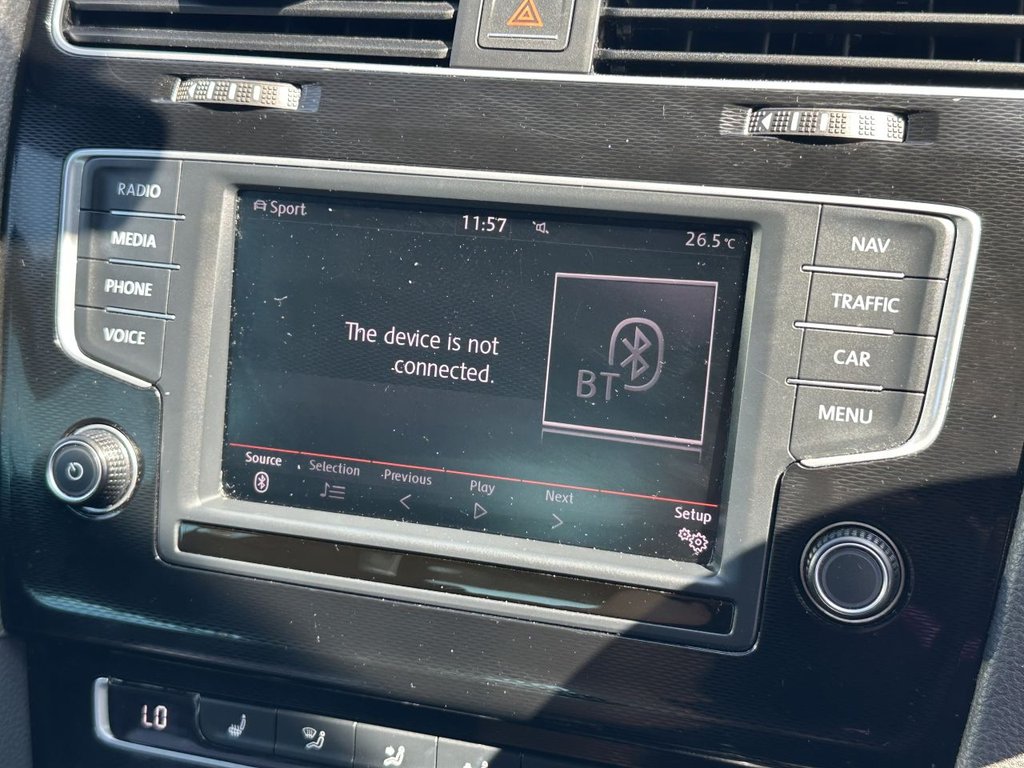 RADIO
MEDIA
PHONE
VOICE
Sport
11:57
26.5°C
The device is not
connected.
BT
Source
Selection
Previous
Play
Next
Setup
NAV
TRAFFIC
CAR
MENU
LO